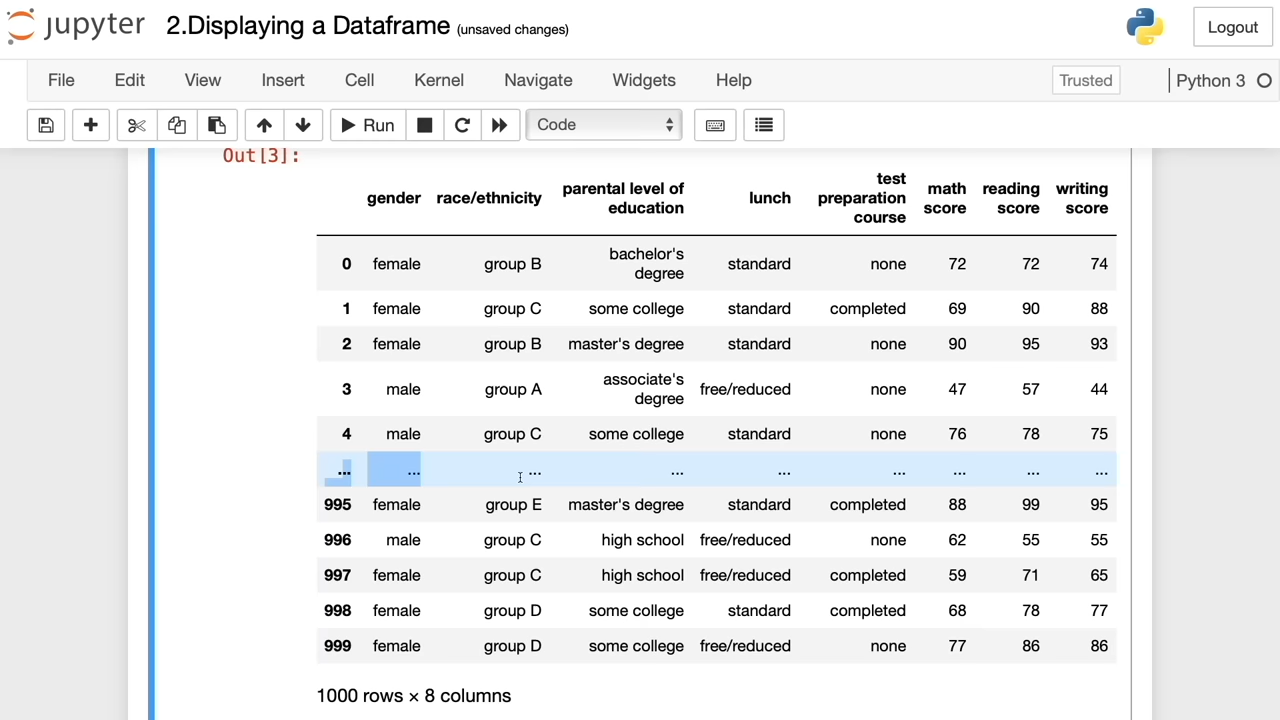 jupyter 2.Displaying a Dataframe (unsaved changes) Logout
File Edit View Insert Cell Kernel Navigate Widgets Help Trusted Python 3
Run Code
Out[3]:
gender race/ethnicity parental level of education lunch test preparation course math score reading score writing score
0 female group B bachelor's degree standard none 72 72 74
1 female group C some college standard completed 69 90 88
2 female group B master's degree standard none 90 95 93
3 male group A associate's degree free/reduced none 47 57 44
4 male group C some college standard none 76 78 75
... ... ... ... ... ... ... ... ...
995 female group E master's degree standard completed 88 99 95
996 male group C high school free/reduced none 62 55 55
997 female group C high school free/reduced completed 59 71 65
998 female group D some college standard completed 68 78 77
999 female group D some college free/reduced none 77 86 86
1000 rows × 8 columns